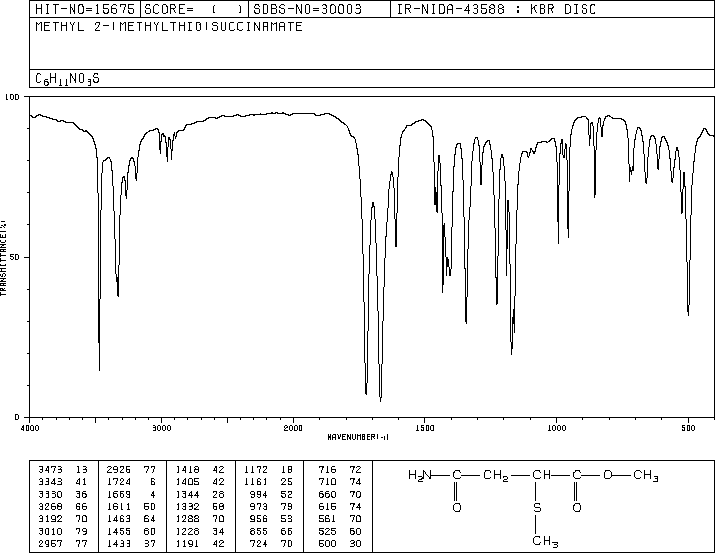 HIT-NO=15675 SCORE= ( ) SDBS-NO=30003 IR-NIDA-43588 : KBR DISC
METHYL 2-(METHYLTHIO)SUCCINAMATE
C6H11NO3S
100
TRANSMITTANCE(%)
50
0
4000 3000 2000 1500 1000 500
WAVENUMBER(-1)
3473 13 2926 77 1418 42 1172 18 716 72
3343 41 1724 6 1405 42 1161 25 710 74
3330 36 1669 4 1344 28 994 52 660 70
3268 66 1611 60 1332 68 973 79 615 74
3192 70 1463 64 1288 70 956 53 561 70
3010 79 1455 60 1228 34 855 66 525 60
2967 77 1433 37 1191 42 724 70 500 30
H2N C CH2 CH C O CH3
O S O
CH3